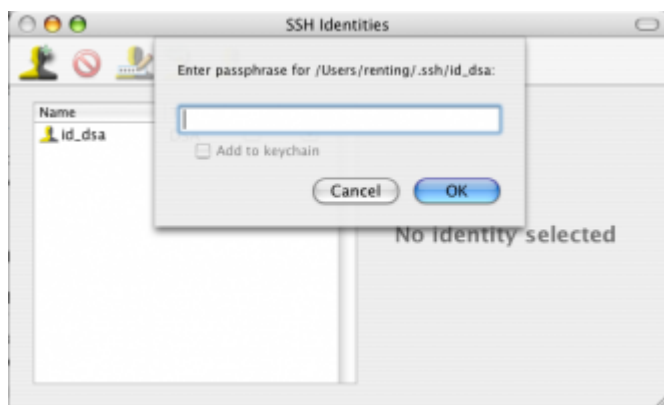 SSH Identities
Enter passphrase for /Users/renting/.ssh/id_dsa:
Name
id_dsa
Add to keychain
Cancel
OK
No identity selected